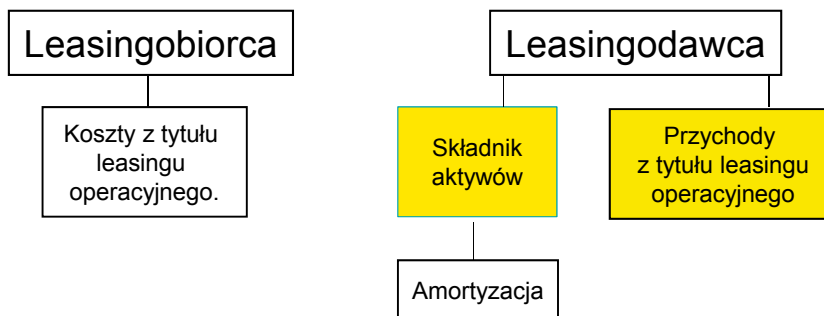 Leasingobiorca
Leasingodawca
Koszty z tytułu
leasingu
operacyjnego.
Składnik
aktywów
Przychody
z tytułu leasingu
operacyjnego
Amortyzacja